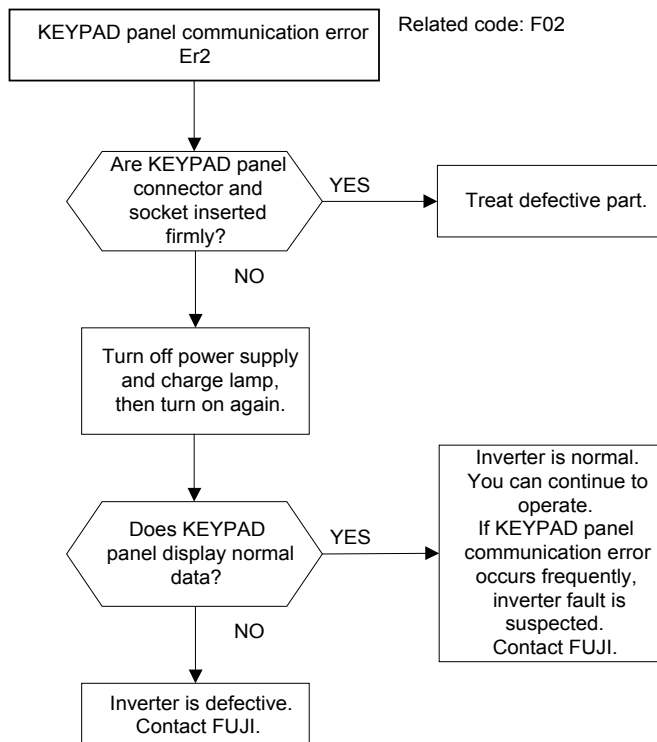 KEYPAD panel communication error
Er2
Related code: F02
Are KEYPAD panel
connector and
socket inserted
firmly?
YES
Treat defective part.
NO
Turn off power supply
and charge lamp,
then turn on again.
Does KEYPAD
panel display normal
data?
YES
Inverter is normal.
You can continue to
operate.
If KEYPAD panel
communication error
occurs frequently,
inverter fault is
suspected.
Contact FUJI.
NO
Inverter is defective.
Contact FUJI.